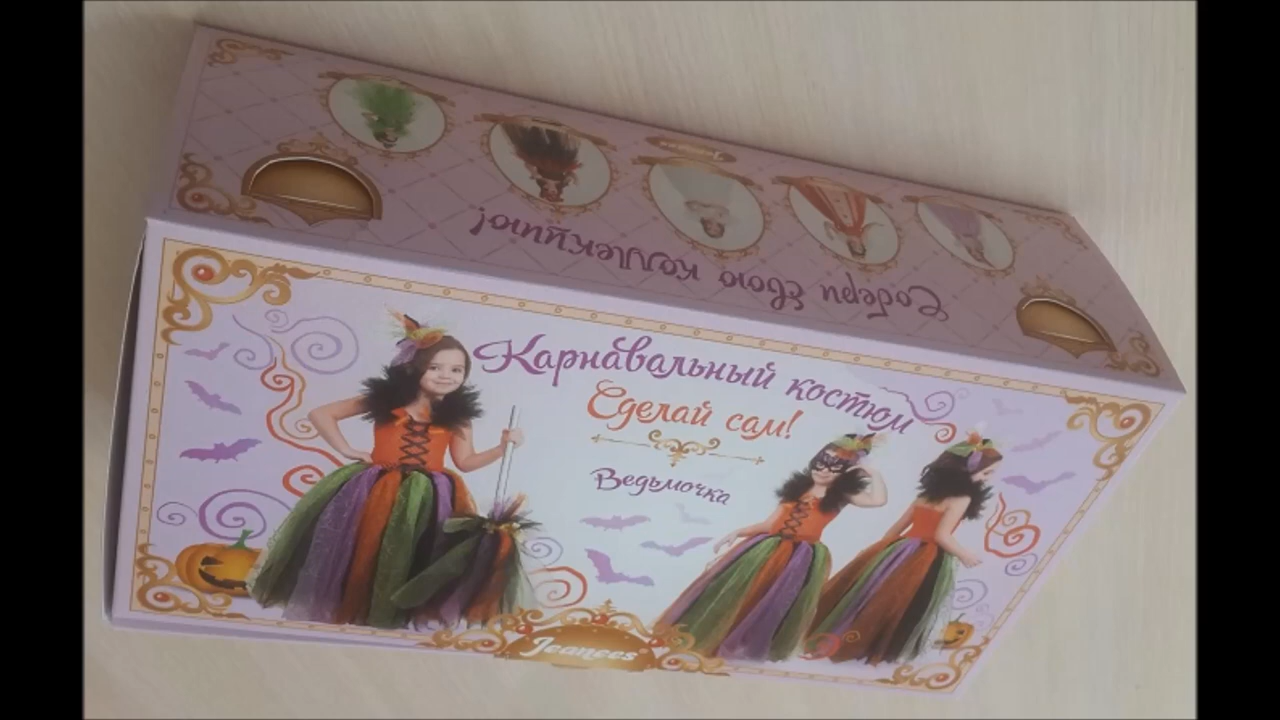 Собери Свою коллекцию!
Карнавальный костюм
Сделай сам!
Ведьмочка
Jeanees